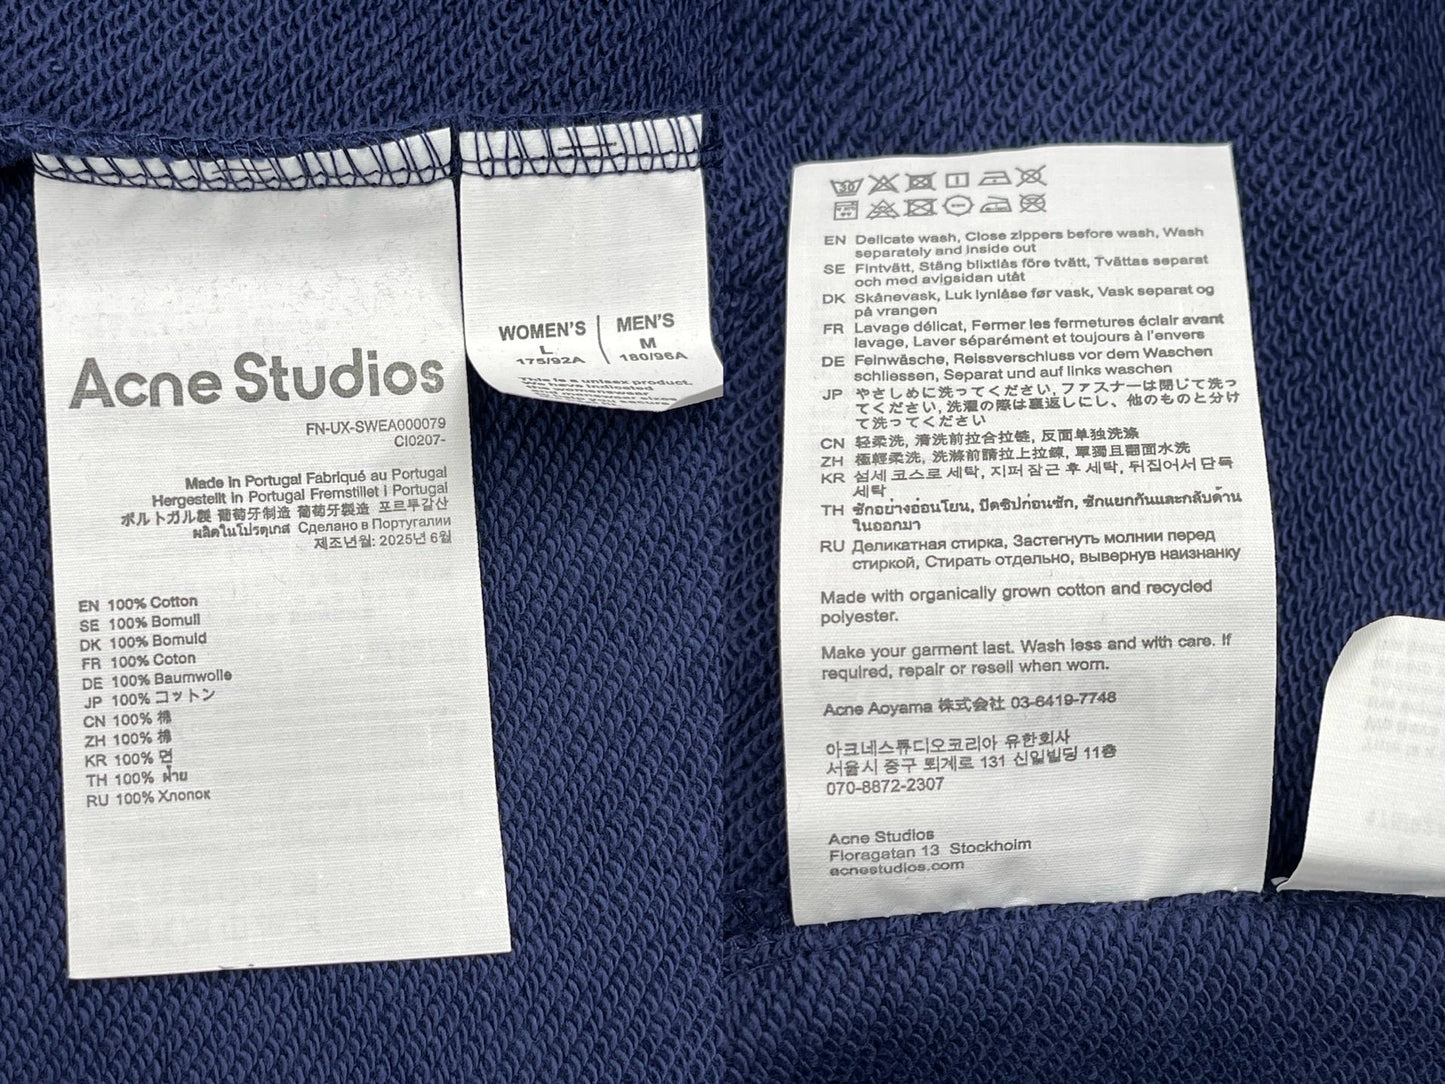 Acne Studios
FN-UX-SWEA000079
CI0207-
Made in Portugal Fabriqué au Portugal
Hergestellt in Portugal Fremstillet i Portugal
ポルトガル製 葡萄牙制造 葡萄牙製造 포르투갈산
ผลิตในโปรตุเกส Сделано в Португалии
제조년월: 2025년 6월
EN 100% Cotton
SE 100% Bomull
DK 100% Bomuld
FR 100% Coton
DE 100% Baumwolle
JP 100% コットン
CN 100% 棉
ZH 100% 棉
KR 100% 면
TH 100% ฝ้าย
RU 100% Хлопок
WOMEN'S | MEN'S
L | M
175/92A | 180/96A
This is a unisex product.
EN Delicate wash, Close zippers before wash, Wash
separately and inside out
SE Fintvätt, Stäng blixtlås före tvätt, Tvättas separat
och med avigsidan utåt
DK Skånevask, Luk lynlåse før vask, Vask separat og
på vrangen
FR Lavage délicat, Fermer les fermetures éclair avant
lavage, Laver séparément et toujours à l'envers
DE Feinwäsche, Reissverschluss vor dem Waschen
schliessen, Separat und auf links waschen
JP やさしめに洗ってください, ファスナーは閉じて洗っ
てください, 洗濯の際は裏返しにし、他のものと分け
て洗ってください
CN 轻柔洗, 清洗前拉合拉链, 反面单独洗涤
ZH 極輕柔洗, 洗滌前請拉上拉鍊, 單獨且翻面水洗
KR 섬세 코스로 세탁, 지퍼 잠근 후 세탁, 뒤집어서 단독
세탁
TH ซักอย่างอ่อนโยน, ปิดซิปก่อนซัก, ซักแยกกันและกลับด้าน
ในออกมา
RU Деликатная стирка, Застегнуть молнии перед
стиркой, Стирать отдельно, вывернув наизнанку
Made with organically grown cotton and recycled
polyester.
Make your garment last. Wash less and with care. If
required, repair or resell when worn.
Acne Aoyama 株式会社 03-6419-7748
아크네스튜디오코리아 유한회사
서울시 중구 퇴계로 131 신일빌딩 11층
070-8872-2307
Acne Studios
Floragatan 13 Stockholm
acnestudios.com